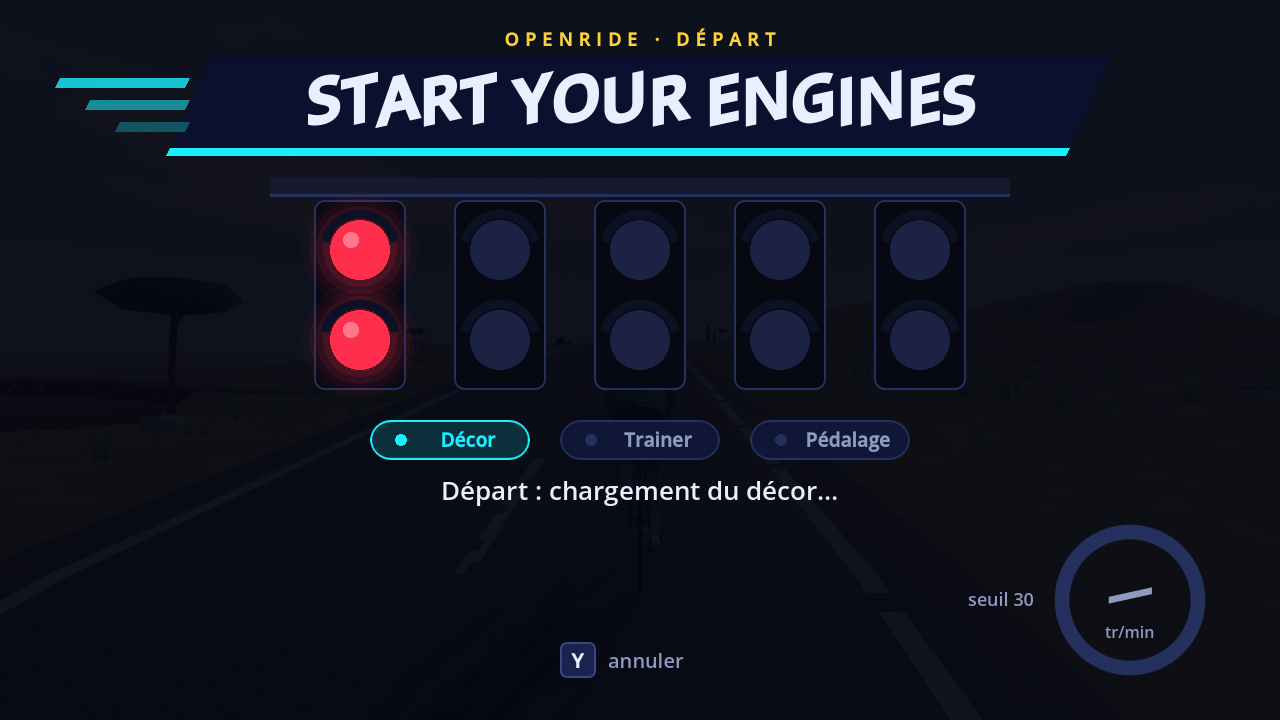 OPENRIDE · DÉPART
START YOUR ENGINES
Décor
Trainer
Pédalage
Départ : chargement du décor...
seuil 30
—
tr/min
Y annuler